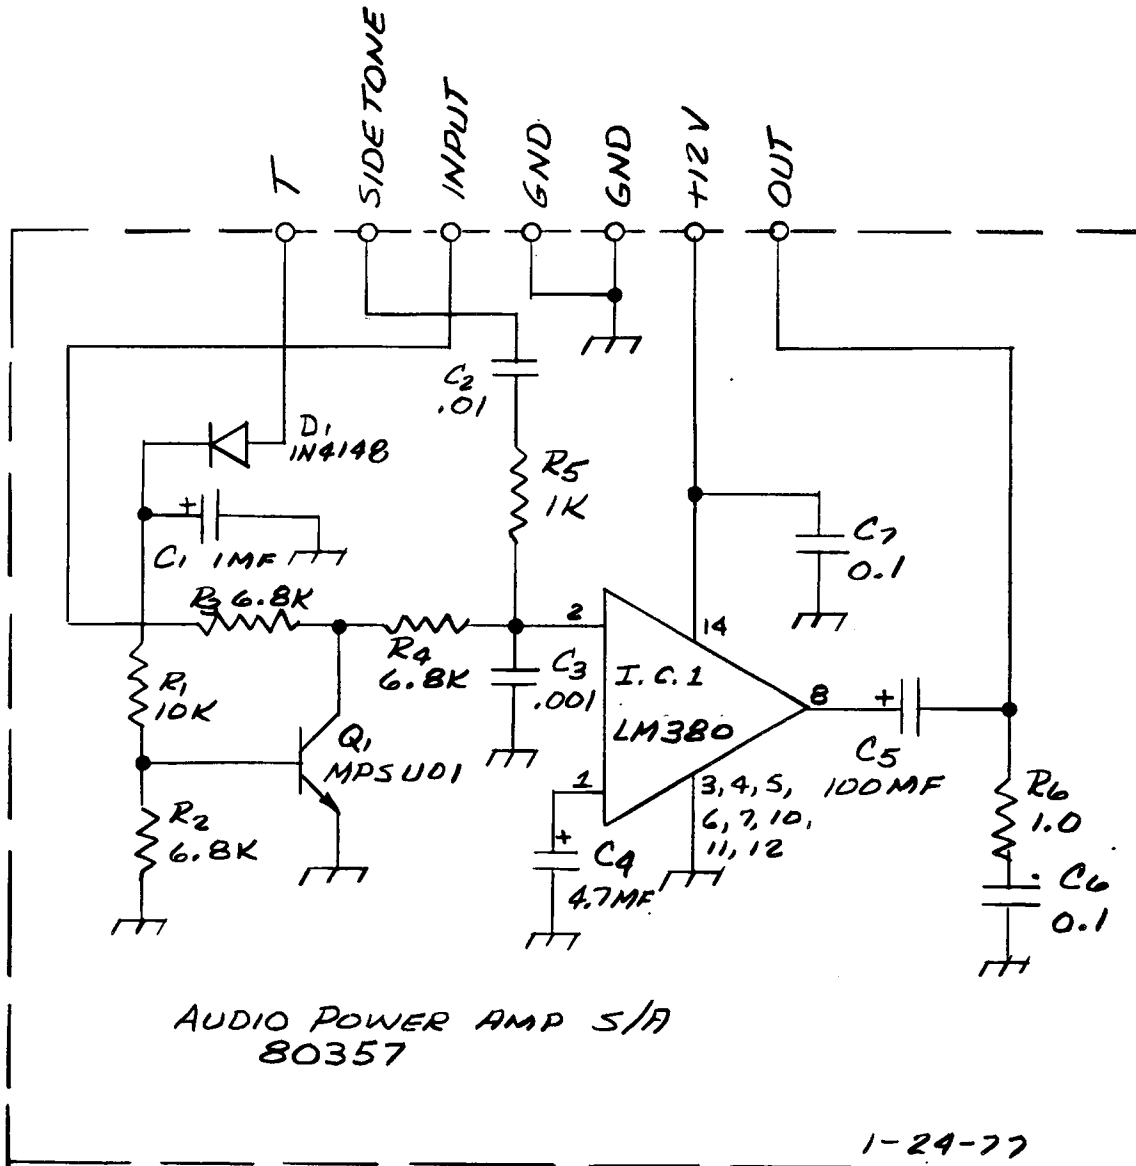 T
SIDETONE
INPUT
GND
GND
+12V
OUT
C2
.01
D1
1N4148
R5
1K
+
C1 1MF
C7
0.1
R3 6.8K
2
14
R4
6.8K
C3
.001
I.C.1
LM380
8
+
R1
10K
Q1
MPSU01
C5
100MF
1
3,4,5,
6,7,10,
11,12
R6
1.0
R2
6.8K
+
C4
4.7MF
C6
0.1
AUDIO POWER AMP S/A
80357
1-24-77